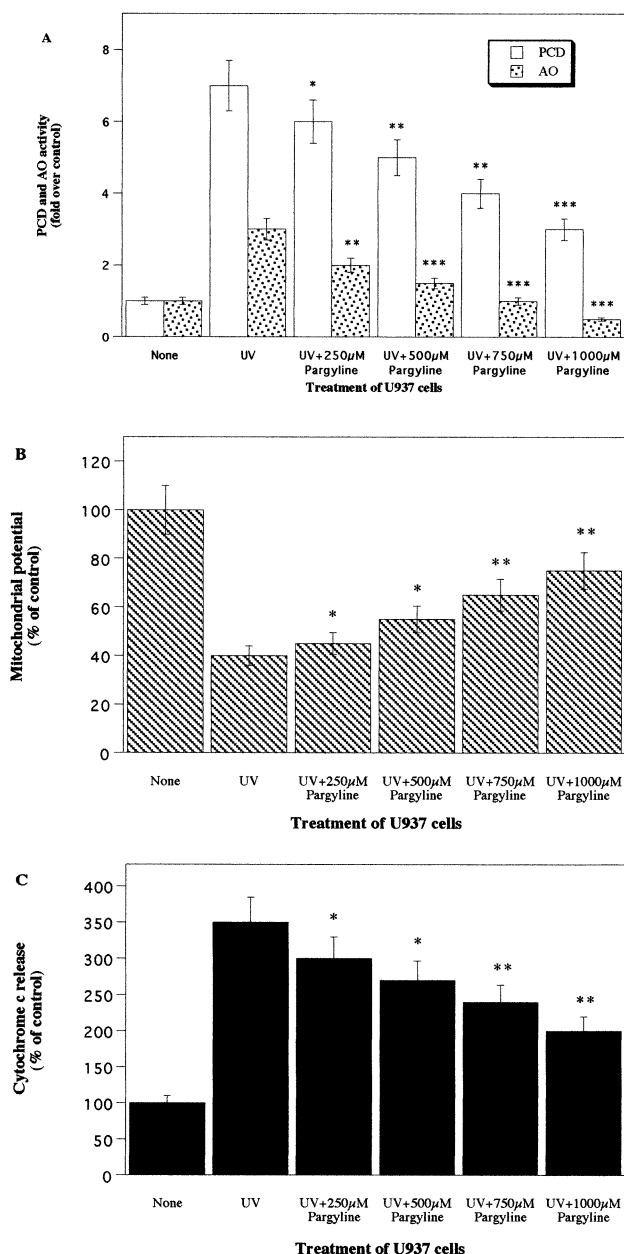 A
PCD and AO activity
(fold over control)
8
6
4
2
0
PCD
AO
*
**
**
***
**
***
***
***
None
UV
UV+250μM
Pargyline
UV+500μM
Pargyline
UV+750μM
Pargyline
UV+1000μM
Pargyline
Treatment of U937 cells
B
Mitochondrial potential
(% of control)
120
100
80
60
40
20
0
*
*
**
**
None
UV
UV+250μM
Pargyline
UV+500μM
Pargyline
UV+750μM
Pargyline
UV+1000μM
Pargyline
Treatment of U937 cells
C
Cytochrome c release
(% of control)
400
350
300
250
200
150
100
50
0
*
*
**
**
None
UV
UV+250μM
Pargyline
UV+500μM
Pargyline
UV+750μM
Pargyline
UV+1000μM
Pargyline
Treatment of U937 cells